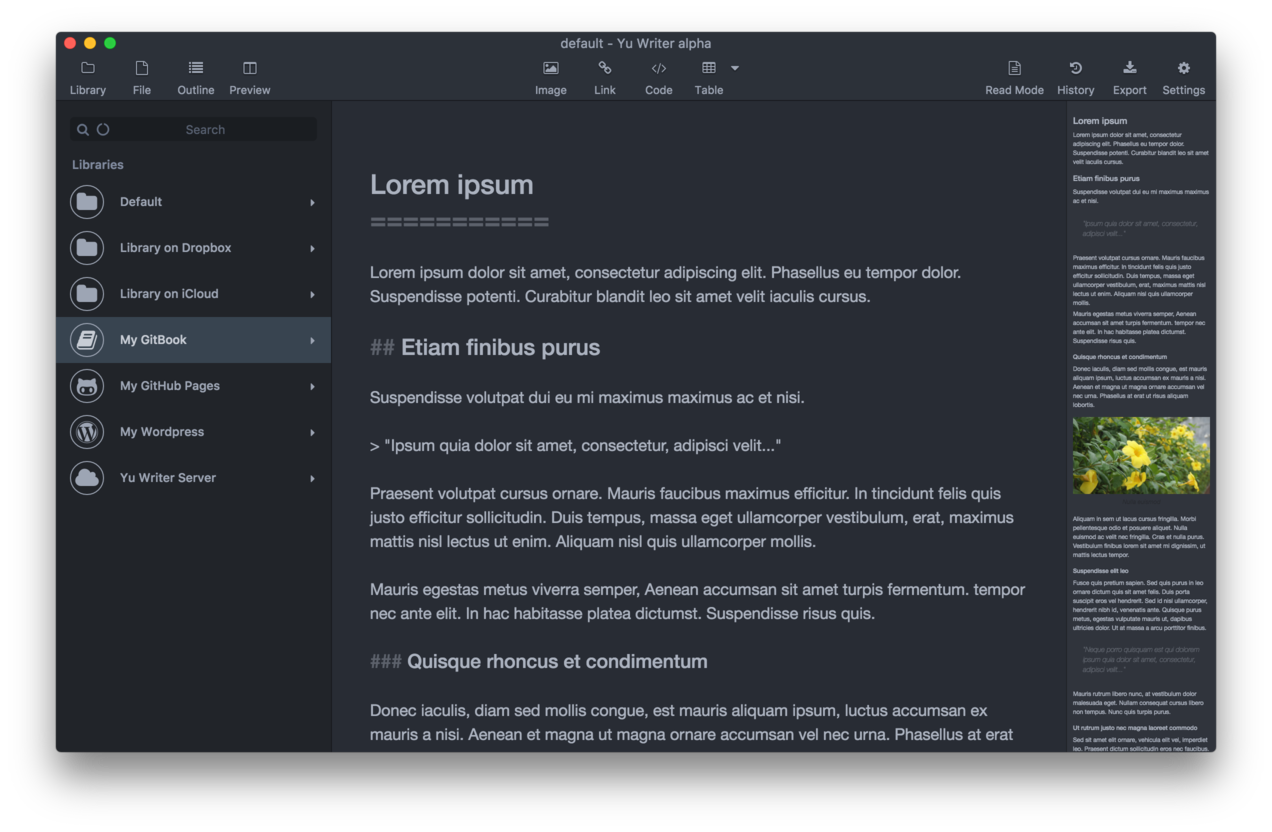 default - Yu Writer alpha
Library File Outline Preview Image Link Code Table Read Mode History Export Settings
Search
Libraries
Default
Library on Dropbox
Library on iCloud
My GitBook
My GitHub Pages
My Wordpress
Yu Writer Server
Lorem ipsum
===========
Lorem ipsum dolor sit amet, consectetur adipiscing elit. Phasellus eu tempor dolor.
Suspendisse potenti. Curabitur blandit leo sit amet velit iaculis cursus.
## Etiam finibus purus
Suspendisse volutpat dui eu mi maximus maximus ac et nisi.
> "Ipsum quia dolor sit amet, consectetur, adipisci velit..."
Praesent volutpat cursus ornare. Mauris faucibus maximus efficitur. In tincidunt felis quis
justo efficitur sollicitudin. Duis tempus, massa eget ullamcorper vestibulum, erat, maximus
mattis nisl lectus ut enim. Aliquam nisl quis ullamcorper mollis.
Mauris egestas metus viverra semper, Aenean accumsan sit amet turpis fermentum. tempor
nec ante elit. In hac habitasse platea dictumst. Suspendisse risus quis.
### Quisque rhoncus et condimentum
Donec iaculis, diam sed mollis congue, est mauris aliquam ipsum, luctus accumsan ex
mauris a nisi. Aenean et magna ut magna ornare accumsan vel nec urna. Phasellus at erat
Lorem ipsum
Lorem ipsum dolor sit amet, consectetur
adipiscing elit. Phasellus eu tempor dolor.
Suspendisse potenti. Curabitur blandit leo sit amet
velit iaculis cursus.
Etiam finibus purus
Suspendisse volutpat dui eu mi maximus maximus
ac et nisi.
"Ipsum quia dolor sit amet, consectetur,
adipisci velit..."
Praesent volutpat cursus ornare. Mauris faucibus
maximus efficitur. In tincidunt felis quis justo
efficitur sollicitudin. Duis tempus, massa eget
ullamcorper vestibulum, erat, maximus mattis nisl
lectus ut enim. Aliquam nisl quis ullamcorper
mollis.
Mauris egestas metus viverra semper, Aenean
accumsan sit amet turpis fermentum. tempor nec
ante elit. In hac habitasse platea dictumst.
Suspendisse risus quis.
Quisque rhoncus et condimentum
Donec iaculis, diam sed mollis congue, est mauris
aliquam ipsum, luctus accumsan ex mauris a nisi.
Aenean et magna ut magna ornare accumsan vel
nec urna. Phasellus at erat ut risus aliquam
lobortis.
Aliquam in sem ut lacus cursus fringilla. Morbi
pellentesque odio et posuere aliquet. Nulla
euismod ac velit nec fringilla. Cras et nulla purus.
Vestibulum finibus lorem sit amet mi dignissim, ut
mattis lectus tempor.
Suspendisse elit leo
Fusce quis pretium sapien. Sed quis purus in leo
ornare dictum quis sit amet felis. Duis porta
suscipit eros vel hendrerit. Sed id nisi ullamcorper,
hendrerit nibh id, venenatis ante. Quisque purus
metus, egestas vulputate mauris ut, dapibus
ultricies dolor. Ut at massa a arcu porttitor finibus.
"Neque porro quisquam est qui dolorem
ipsum quia dolor sit amet, consectetur,
adipisci velit..."
Mauris rutrum libero nunc, at vestibulum dolor
malesuada eget. Nullam consequat cursus libero
non tempus. Nunc quis turpis purus.
Ut rutrum justo nec magna laoreet commodo
Sed sit amet elit ornare, vehicula elit vel, imperdiet
leo. Praesent dictum sollicitudin eros nec faucibus.